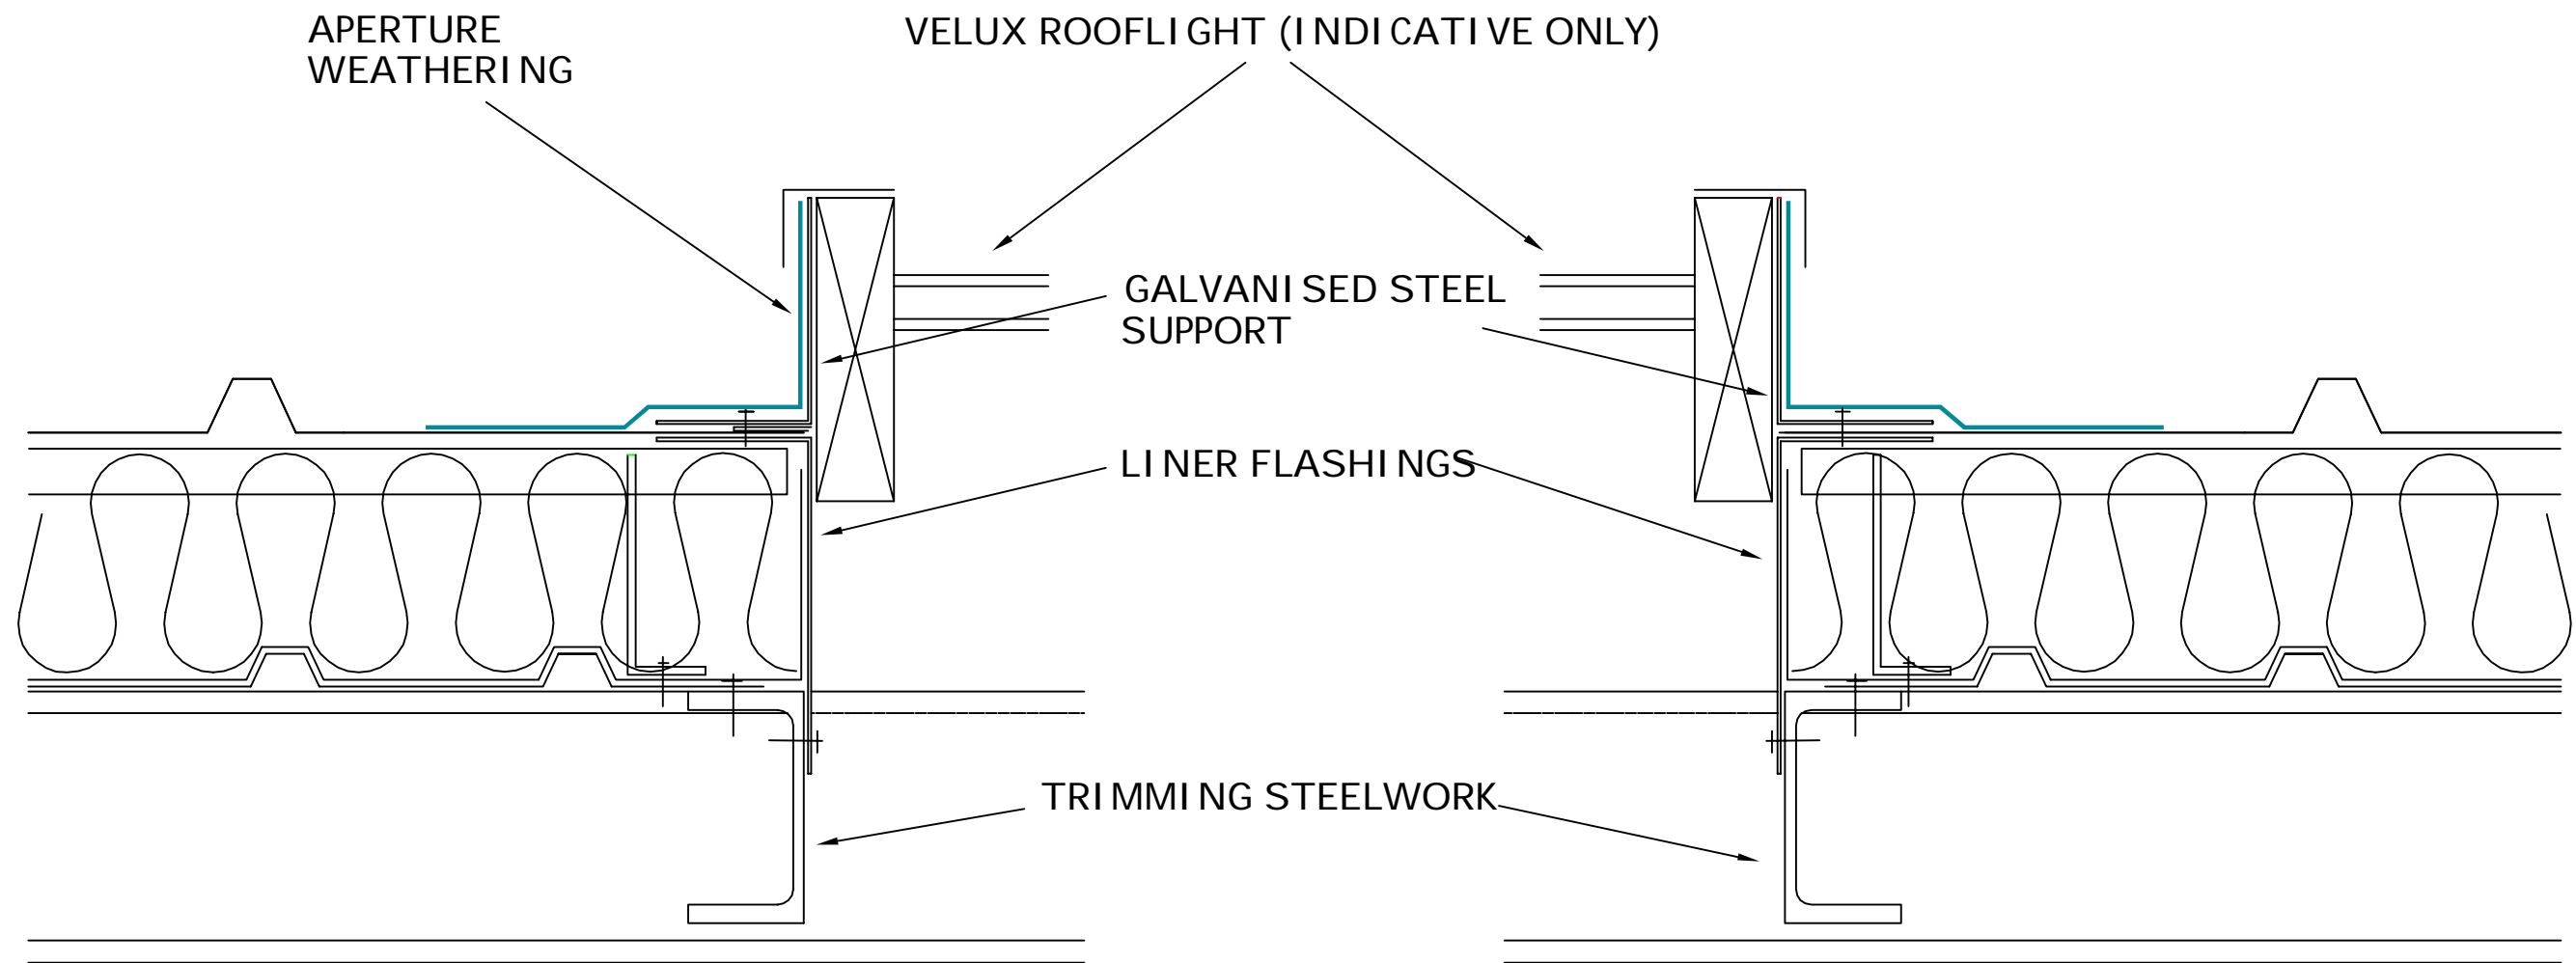 APERTURE
WEATHERING
VELUX ROOFLIGHT (INDICATIVE ONLY)
GALVANISED STEEL
SUPPORT
LINER FLASHINGS
TRIMMING STEELWORK